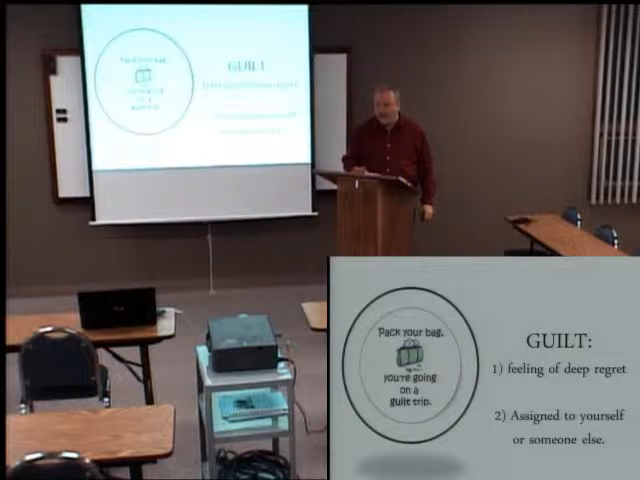 GUILT:
Pack your bag,
you're going
on a
guilt trip.
GUILT:
1) feeling of deep regret
2) Assigned to yourself
or someone else.